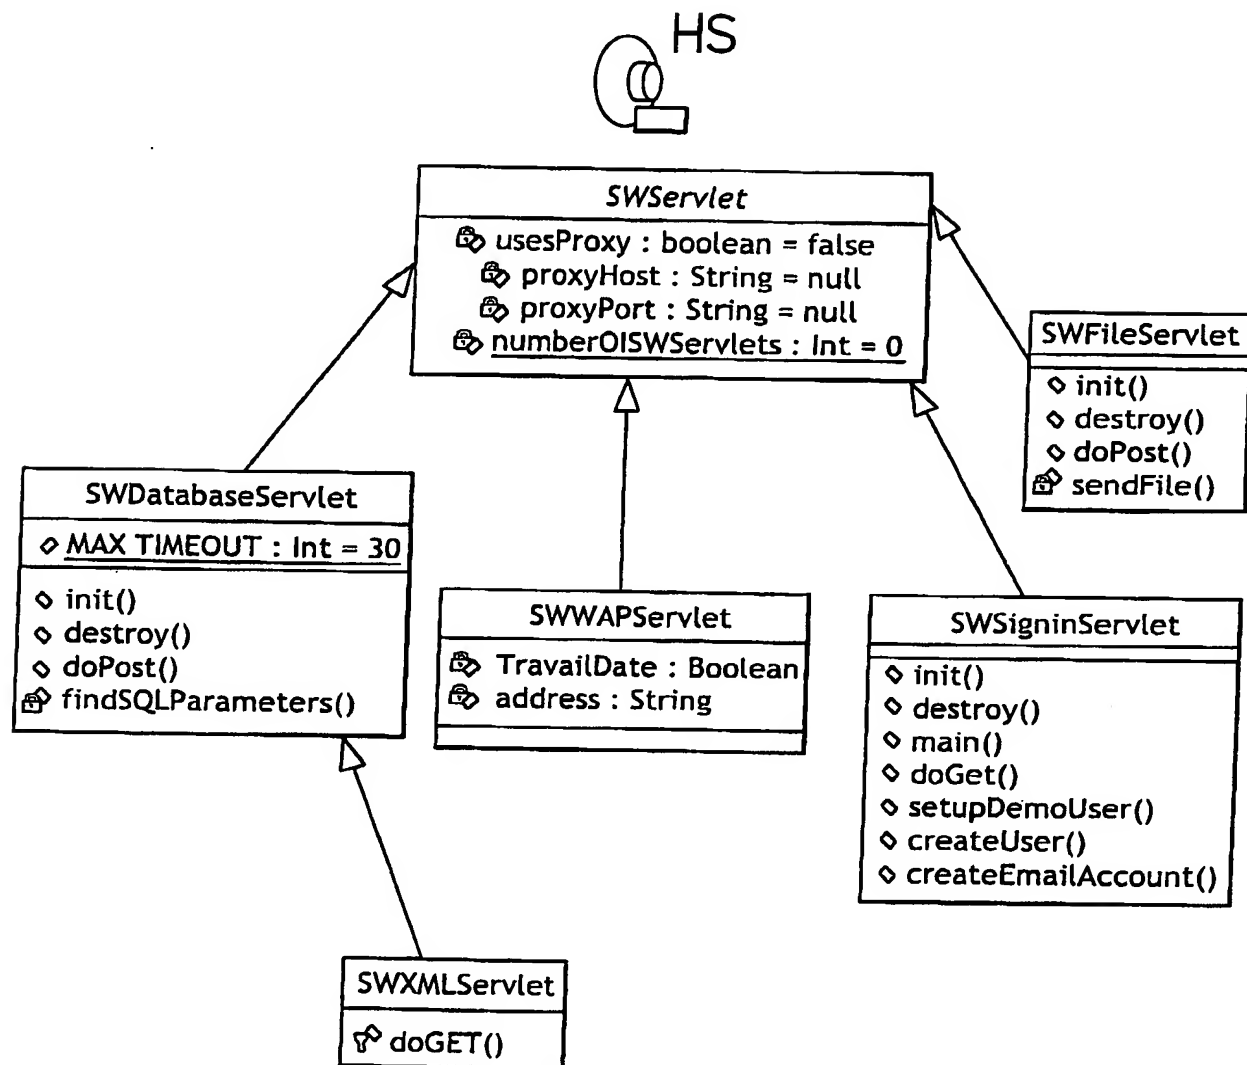 HS
SWServlet
usesProxy : boolean = false
proxyHost : String = null
proxyPort : String = null
numberOISWServlets : Int = 0
SWFileServlet
init()
destroy()
doPost()
sendFile()
SWDatabaseServlet
MAX TIMEOUT : Int = 30
init()
destroy()
doPost()
findSQLParameters()
SWWAPServlet
TravailDate : Boolean
address : String
SWSigninServlet
init()
destroy()
main()
doGet()
setupDemoUser()
createUser()
createEmailAccount()
SWXMLServlet
doGET()